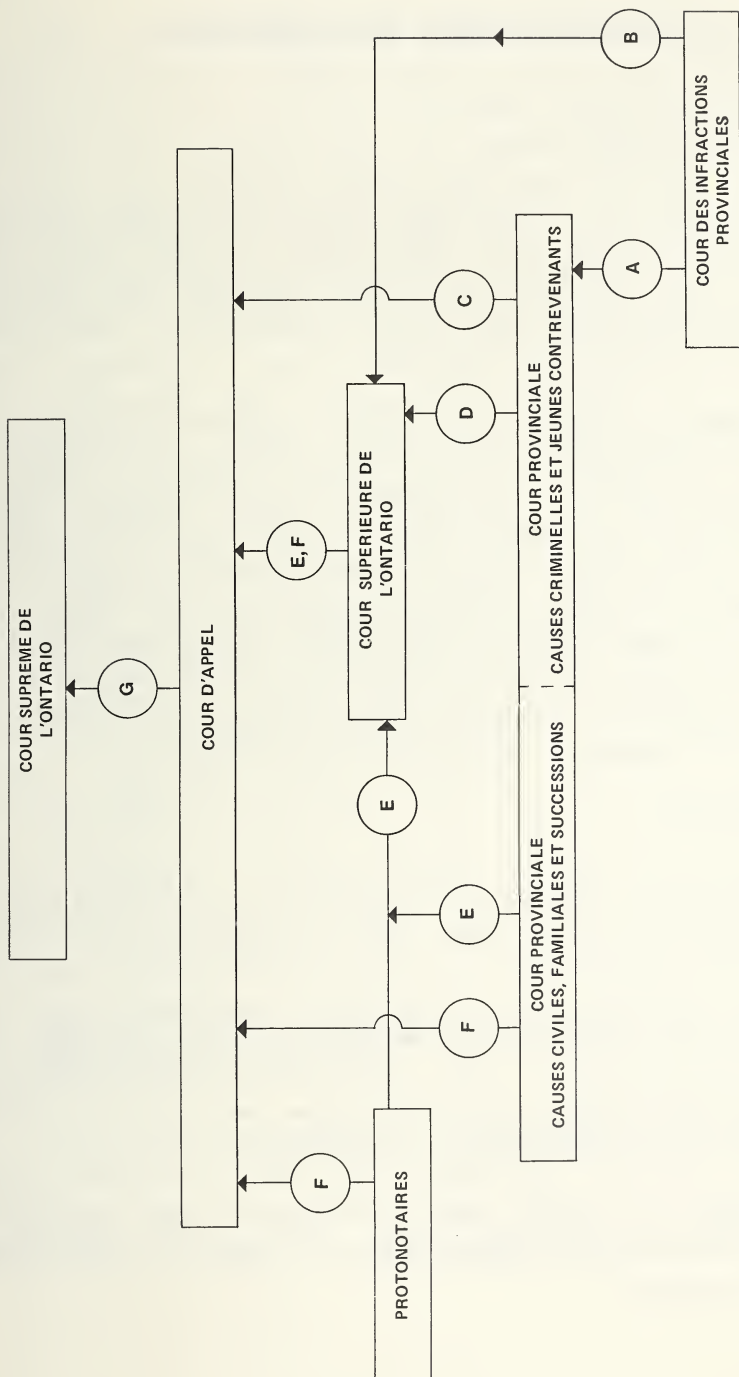 COUR SUPREME DE
L'ONTARIO
G
COUR D'APPEL
F
E, F
C
B
PROTONOTAIRES
E
COUR SUPERIEURE DE
L'ONTARIO
F
E
D
A
COUR PROVINCIALE
CAUSES CIVILES, FAMILIALES ET SUCCESSIONS
COUR PROVINCIALE
CAUSES CRIMINELLES ET JEUNES CONTREVENANTS
COUR DES INFRACTIONS
PROVINCIALES